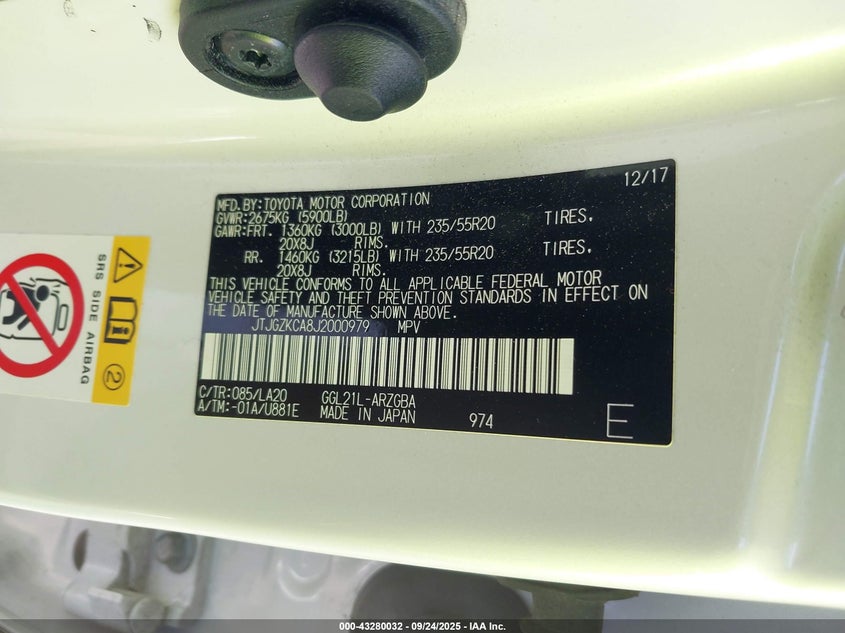 12/17
MFD.BY:TOYOTA MOTOR CORPORATION
GVWR:2675KG (5900LB)
GAWR:FRT. 1360KG (3000LB) WITH 235/55R20 TIRES,
20X8J RIMS.
RR. 1460KG (3215LB) WITH 235/55R20 TIRES,
20X8J RIMS.
THIS VEHICLE CONFORMS TO ALL APPLICABLE FEDERAL MOTOR
VEHICLE SAFETY AND THEFT PREVENTION STANDARDS IN EFFECT ON
THE DATE OF MANUFACTURE SHOWN ABOVE.
JTJGZKCA8J2000979 MPV
C/TR:085/LA20 GGL21L-ARZGBA
A/TM:-01A/U881E MADE IN JAPAN 974 E
SRS SIDE AIRBAG
2
000-43280032 - 09/24/2025 - IAA Inc.